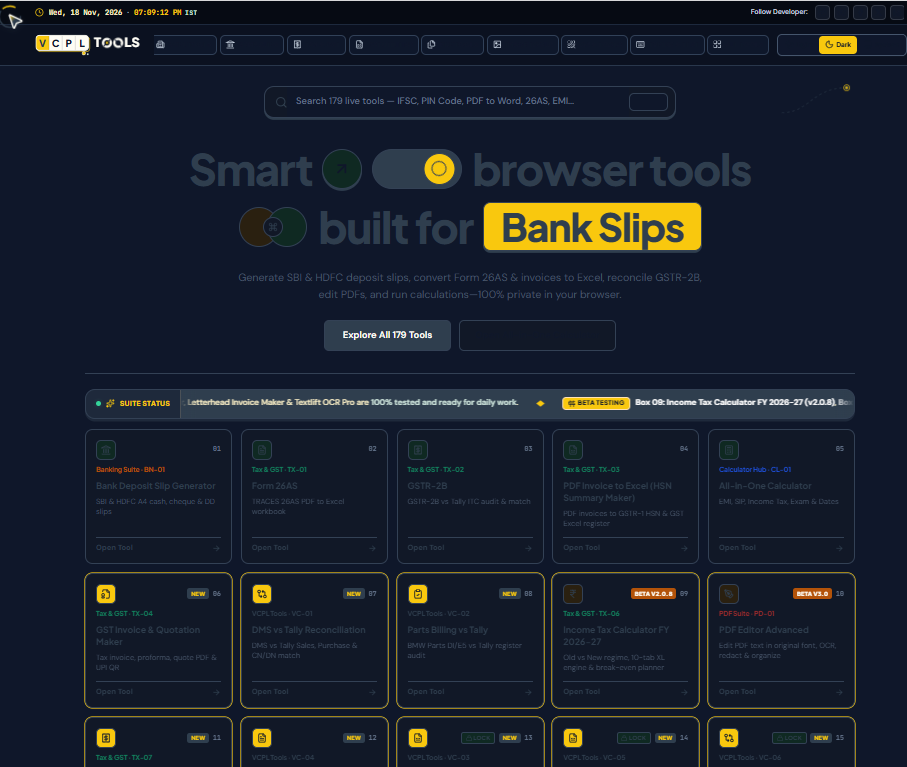 Wed, 18 Nov, 2026 · 07:09:12 PM IST
Follow Developer:
VCPL TOOLS
Dark
Search 179 live tools — IFSC, PIN Code, PDF to Word, 26AS, EMI...
Smart browser tools
built for Bank Slips
Generate SBI & HDFC deposit slips, convert Form 26AS & invoices to Excel, reconcile GSTR-2B,
edit PDFs, and run calculations—100% private in your browser.
Explore All 179 Tools
SUITE STATUS
Letterhead Invoice Maker & Textlift OCR Pro are 100% tested and ready for daily work.
BETA TESTING
Box 09: Income Tax Calculator FY 2026-27 (v2.0.8),
01
Banking Suite · BN-01
Bank Deposit Slip Generator
SBI & HDFC A4 cash, cheque & DD
slips
Open Tool
02
Tax & GST · TX-01
Form 26AS
TRACES 26AS PDF to Excel
workbook
Open Tool
03
Tax & GST · TX-02
GSTR-2B
GSTR-2B vs Tally ITC audit & match
Open Tool
04
Tax & GST · TX-03
PDF Invoice to Excel (HSN
Summary Maker)
PDF invoices to GSTR-1 HSN & GST
Excel register
Open Tool
05
Calculator Hub · CL-01
All-In-One Calculator
EMI, SIP, Income Tax, Exam & Dates
Open Tool
NEW 06
Tax & GST · TX-04
GST Invoice & Quotation
Maker
Tax invoice, proforma, quote PDF &
UPI QR
Open Tool
NEW 07
VCPL Tools · VC-01
DMS vs Tally Reconciliation
DMS vs Tally Sales, Purchase &
CN/DN match
Open Tool
NEW 08
VCPL Tools · VC-02
Parts Billing vs Tally
BMW Parts DI/ES vs Tally register
audit
Open Tool
BETA V2.0.8 09
Tax & GST · TX-06
Income Tax Calculator FY
2026-27
Old vs New regime, 10-tab XL
engine & break-even planner
Open Tool
BETA V3.0 10
PDF Suite · PD-01
PDF Editor Advanced
Edit PDF text in original font, OCR,
redact & organize
Open Tool
NEW 11
Tax & GST · TX-07
NEW 12
VCPL Tools · VC-04
LOCK NEW 13
VCPL Tools · VC-03
LOCK NEW 14
VCPL Tools · VC-05
LOCK NEW 15
VCPL Tools · VC-06